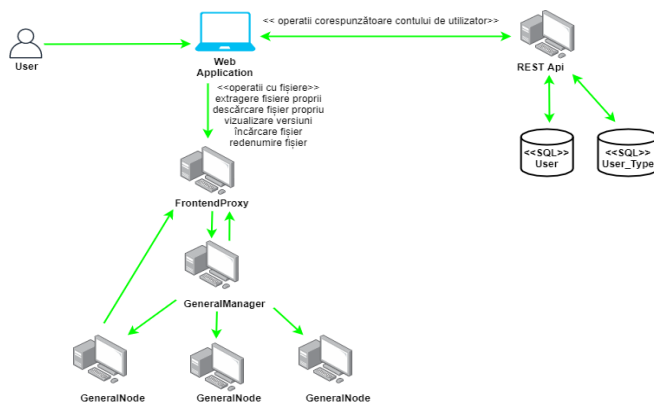 << operatii corespunzătoare contului de utilizator>>
User
Web
Application
REST Api
<<operatii cu fișiere>>
extragere fisiere proprii
descărcare fișier propriu
vizualizare versiuni
încărcare fișier
redenumire fișier
<<SQL>>
User
<<SQL>>
User_Type
FrontendProxy
GeneralManager
GeneralNode
GeneralNode
GeneralNode